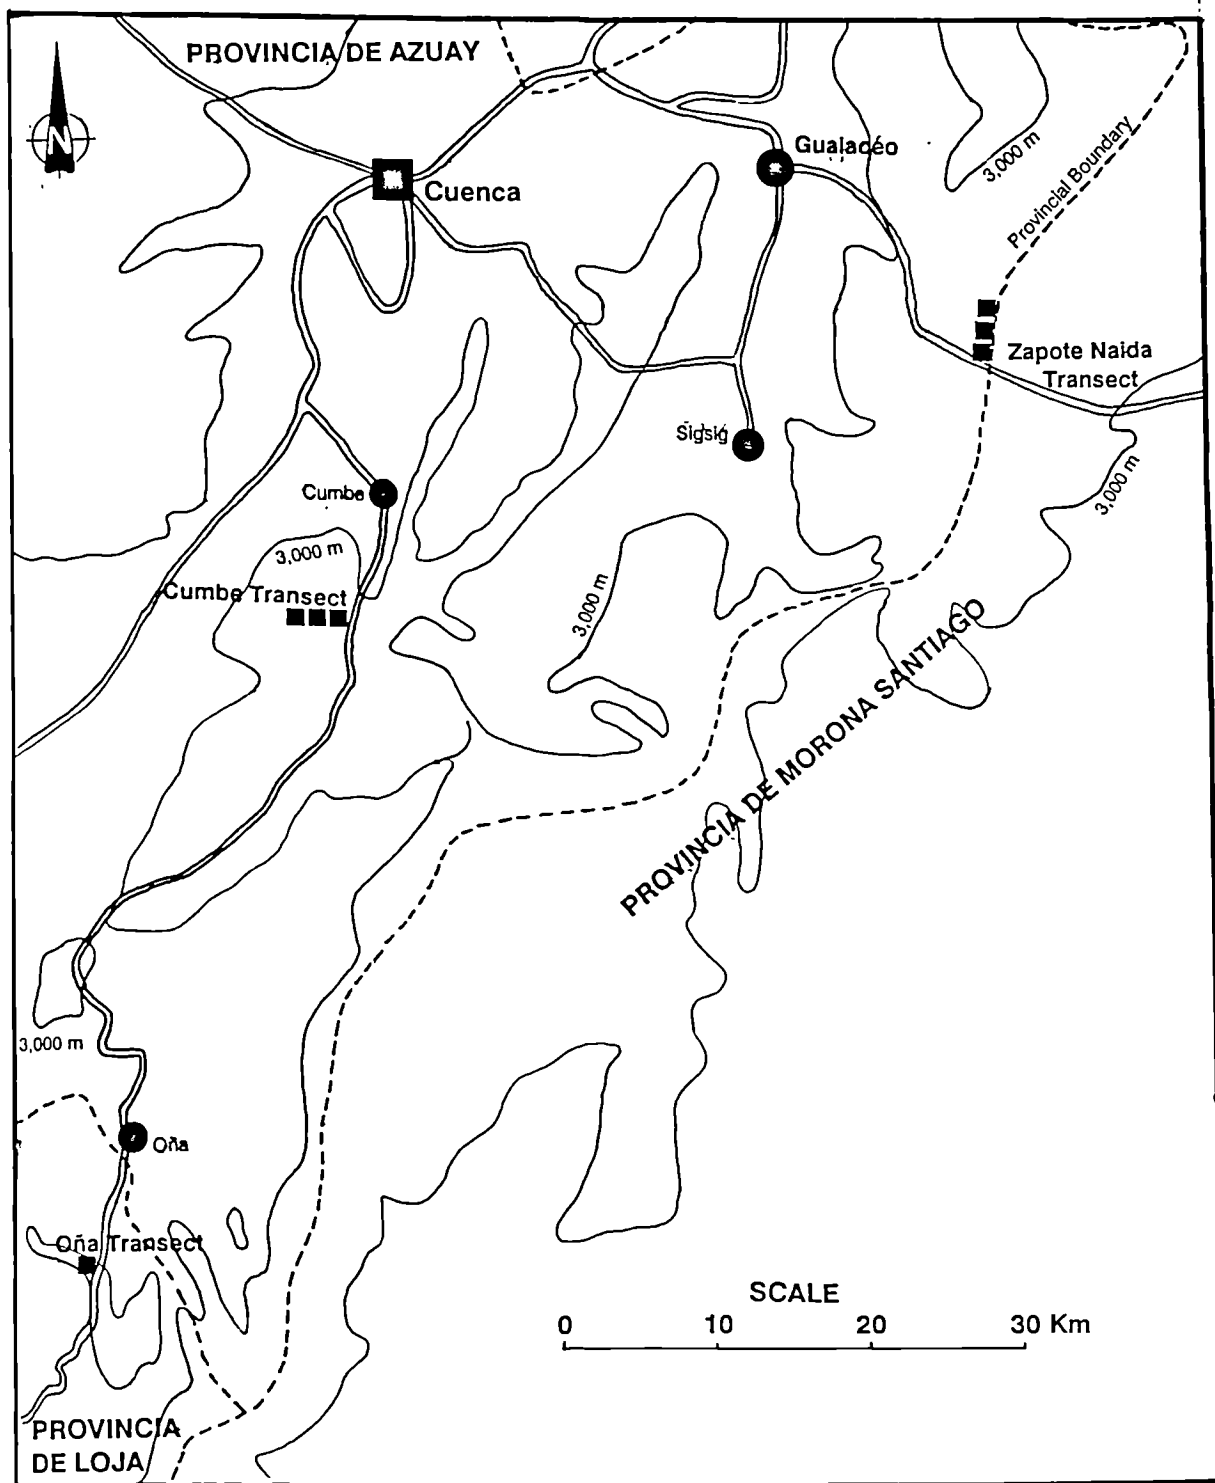 PROVINCIA DE AZUAY
N
Cuenca
Gualacéo
3,000 m
Provincial Boundary
Zapote Naida
Transect
Sigsig
3,000 m
Cumbe
3,000 m
Cumbe Transect
3,000 m
PROVINCIA DE MORONA SANTIAGO
3,000 m
Oña
Oña Transect
SCALE
0 10 20 30 Km
PROVINCIA
DE LOJA